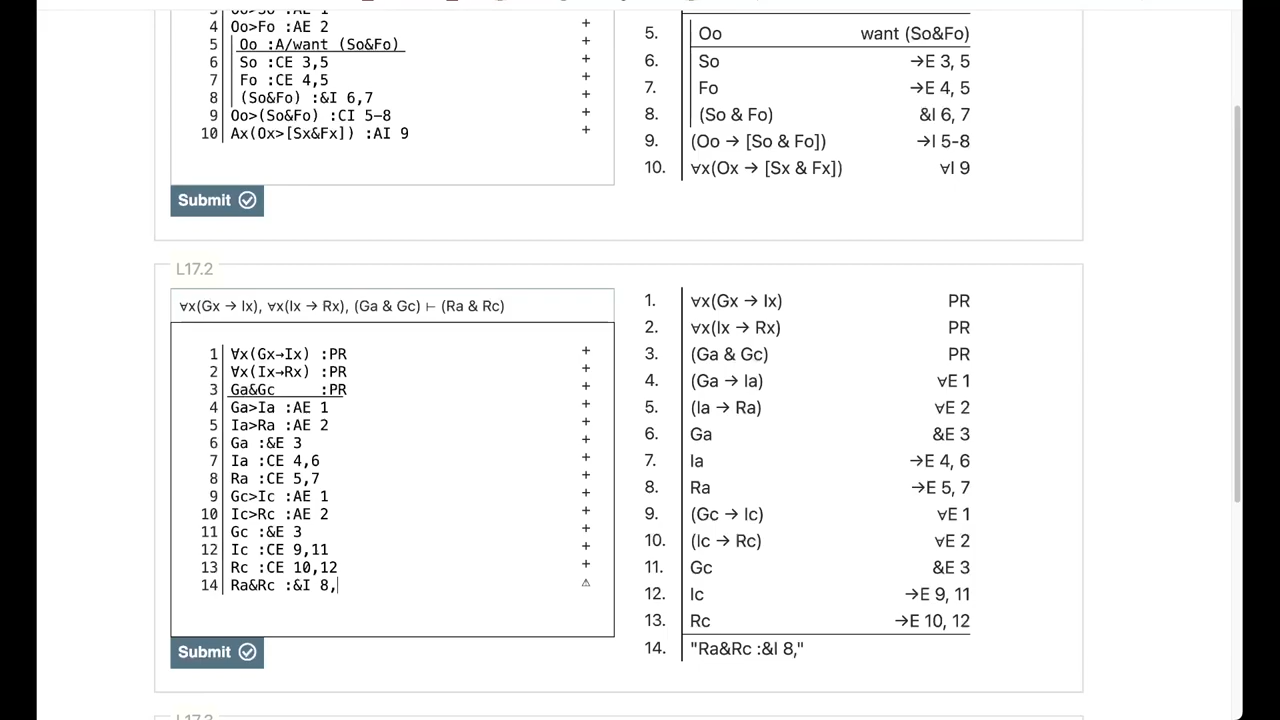 4 Oo>Fo :AE 2 +
5 Oo :A/want (So&Fo) +
6 So :CE 3,5 +
7 Fo :CE 4,5 +
8 (So&Fo) :&I 6,7 +
9 Oo>(So&Fo) :CI 5-8 +
10 Ax(Ox>[Sx&Fx]) :AI 9 +
Submit
5. Oo want (So&Fo)
6. So →E 3, 5
7. Fo →E 4, 5
8. (So & Fo) &I 6, 7
9. (Oo → [So & Fo]) →I 5-8
10. ∀x(Ox → [Sx & Fx]) ∀I 9
L17.2
∀x(Gx → Ix), ∀x(Ix → Rx), (Ga & Gc) ⊢ (Ra & Rc)
1 ∀x(Gx→Ix) :PR +
2 ∀x(Ix→Rx) :PR +
3 Ga&Gc :PR +
4 Ga>Ia :AE 1 +
5 Ia>Ra :AE 2 +
6 Ga :&E 3 +
7 Ia :CE 4,6 +
8 Ra :CE 5,7 +
9 Gc>Ic :AE 1 +
10 Ic>Rc :AE 2 +
11 Gc :&E 3 +
12 Ic :CE 9,11 +
13 Rc :CE 10,12 +
14 Ra&Rc :&I 8, ⚠
Submit
1. ∀x(Gx → Ix) PR
2. ∀x(Ix → Rx) PR
3. (Ga & Gc) PR
4. (Ga → Ia) ∀E 1
5. (Ia → Ra) ∀E 2
6. Ga &E 3
7. Ia →E 4, 6
8. Ra →E 5, 7
9. (Gc → Ic) ∀E 1
10. (Ic → Rc) ∀E 2
11. Gc &E 3
12. Ic →E 9, 11
13. Rc →E 10, 12
14. "Ra&Rc :&I 8,"